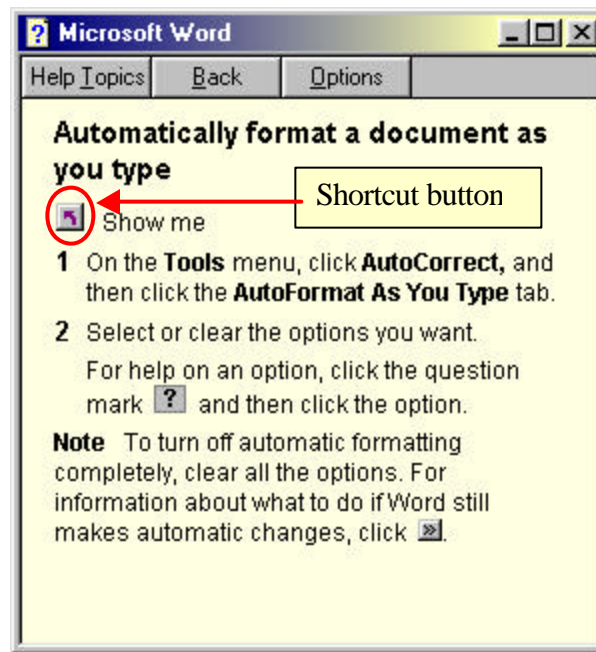 Microsoft Word
Help Topics Back Options
Automatically format a document as
you type
Shortcut button
Show me
1 On the Tools menu, click AutoCorrect, and
then click the AutoFormat As You Type tab.
2 Select or clear the options you want.
For help on an option, click the question
mark ? and then click the option.
Note To turn off automatic formatting
completely, clear all the options. For
information about what to do if Word still
makes automatic changes, click ».